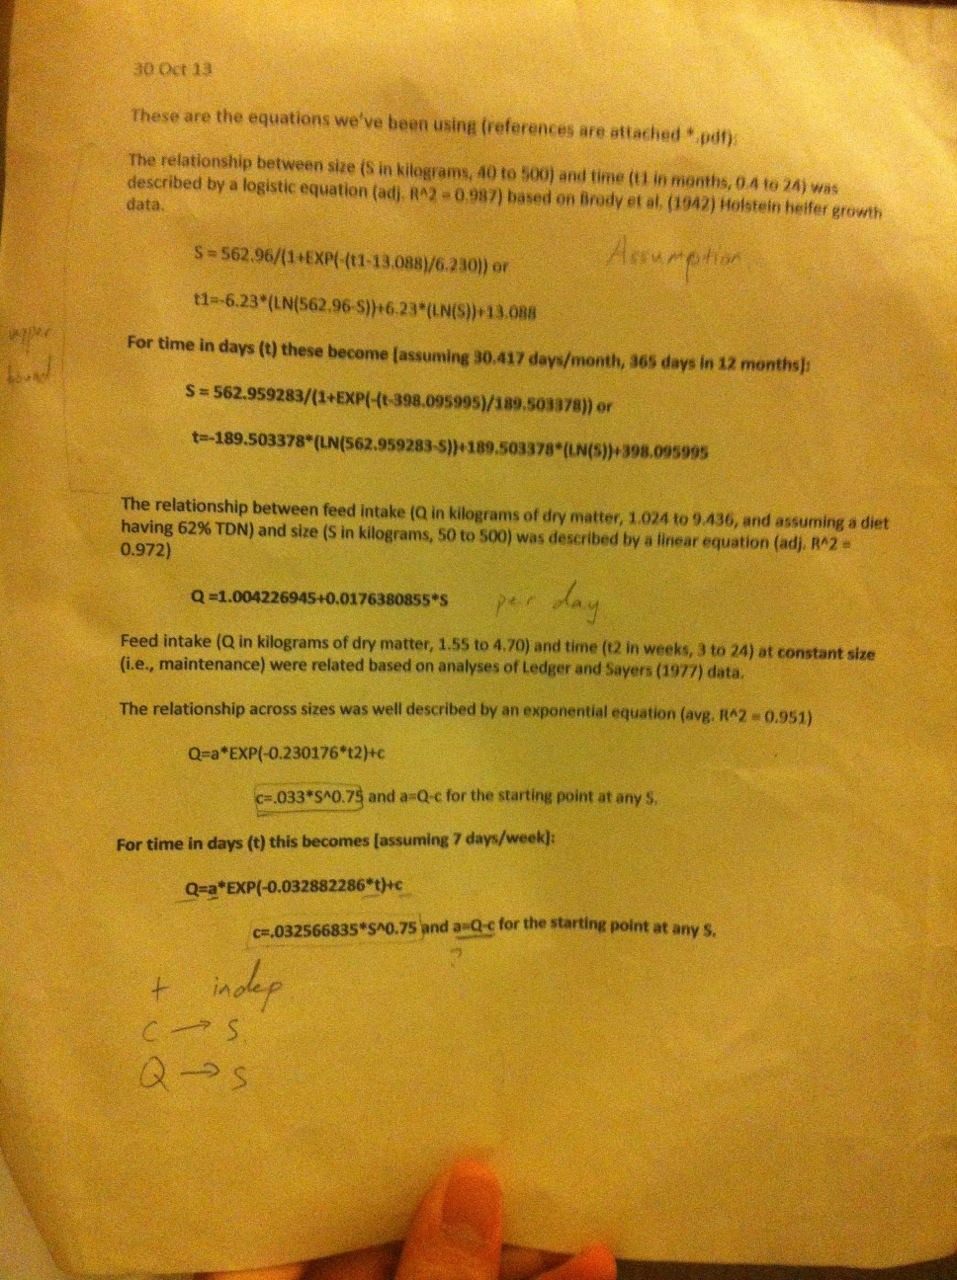 30 Oct 13
These are the equations we've been using (references are attached *.pdf):
The relationship between size (S in kilograms, 40 to 500) and time (t1 in months, 0.4 to 24) was
described by a logistic equation (adj. R^2 = 0.987) based on Brody et al. (1942) Holstein heifer growth
data.
Assumption
S = 562.96/(1+EXP(-(t1-13.088)/6.230)) or
t1=-6.23*(LN(562.96-S))+6.23*(LN(S))+13.088
upper
bound
For time in days (t) these become [assuming 30.417 days/month, 365 days in 12 months]:
S = 562.959283/(1+EXP(-(t-398.095995)/189.503378)) or
t=-189.503378*(LN(562.959283-S))+189.503378*(LN(S))+398.095995
The relationship between feed intake (Q in kilograms of dry matter, 1.024 to 9.436, and assuming a diet
having 62% TDN) and size (S in kilograms, 50 to 500) was described by a linear equation (adj. R^2 =
0.972)
Q =1.004226945+0.0176380855*S per day
Feed intake (Q in kilograms of dry matter, 1.55 to 4.70) and time (t2 in weeks, 3 to 24) at constant size
(i.e., maintenance) were related based on analyses of Ledger and Sayers (1977) data.
The relationship across sizes was well described by an exponential equation (avg. R^2 = 0.951)
Q=a*EXP(-0.230176*t2)+c
c=.033*S^0.75 and a=Q-c for the starting point at any S.
For time in days (t) this becomes [assuming 7 days/week]:
Q=a*EXP(-0.032882286*t)+c
c=.032566835*S^0.75 and a=Q-c for the starting point at any S.
?
t indep
C → S
Q → S